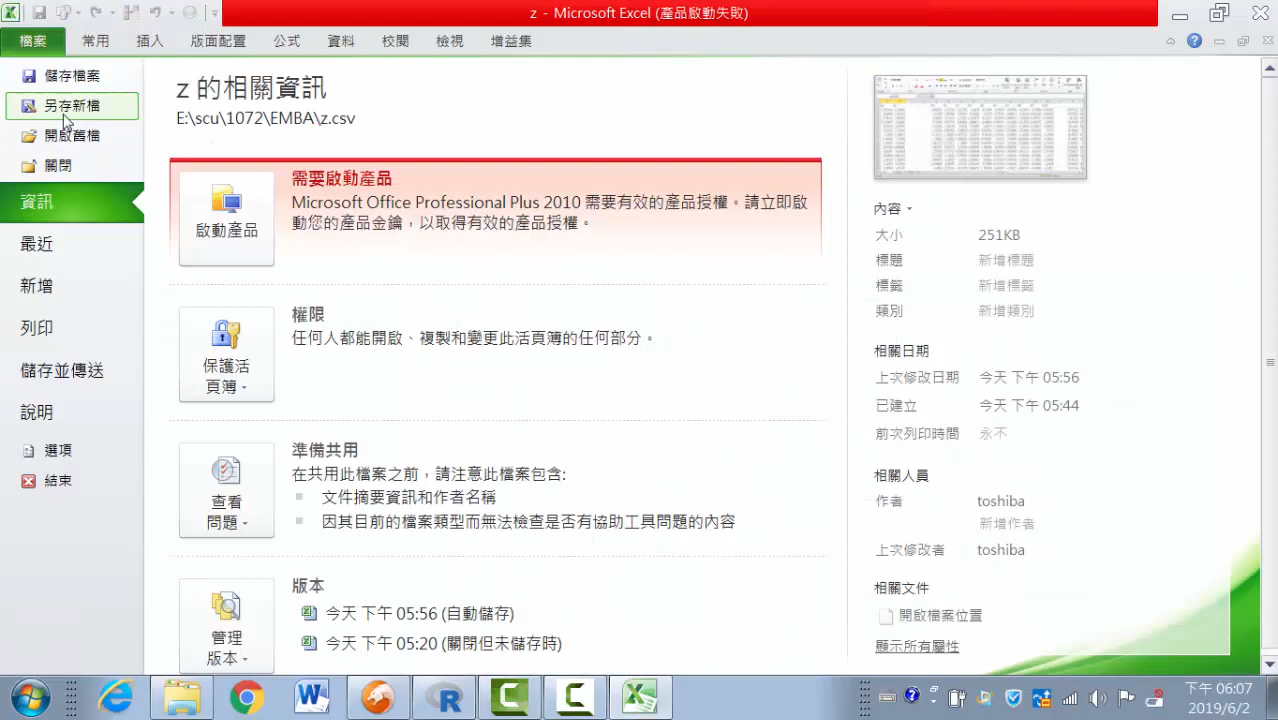 z - Microsoft Excel (產品啟動失敗)
檔案 常用 插入 版面配置 公式 資料 校閱 檢視 增益集
儲存檔案
另存新檔
開啟舊檔
關閉
資訊
最近
新增
列印
儲存並傳送
說明
選項
結束
z 的相關資訊
E:\scu\1072\EMBA\z.csv
啟動產品
需要啟動產品
Microsoft Office Professional Plus 2010 需要有效的產品授權。請立即啟
動您的產品金鑰，以取得有效的產品授權。
保護活
頁簿
權限
任何人都能開啟、複製和變更此活頁簿的任何部分。
查看
問題
準備共用
在共用此檔案之前，請注意此檔案包含:
文件摘要資訊和作者名稱
因其目前的檔案類型而無法檢查是否有協助工具問題的內容
管理
版本
版本
今天 下午 05:56 (自動儲存)
今天 下午 05:20 (關閉但未儲存時)
內容
大小 251KB
標題 新增標題
標籤 新增標籤
類別 新增類別
相關日期
上次修改日期 今天 下午 05:56
已建立 今天 下午 05:44
前次列印時間 永不
相關人員
作者 toshiba
新增作者
上次修改者 toshiba
相關文件
開啟檔案位置
顯示所有屬性
下午 06:07
2019/6/2